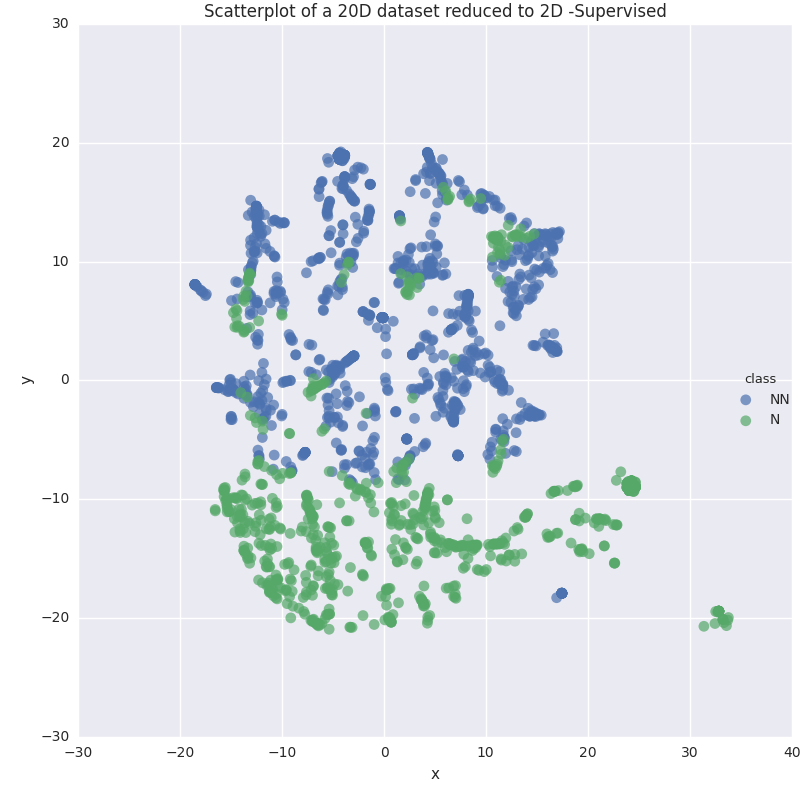 Scatterplot of a 20D dataset reduced to 2D -Supervised
30
20
10
0
−10
−20
−30
y
−30 −20 −10 0 10 20 30 40
x
class
NN
N